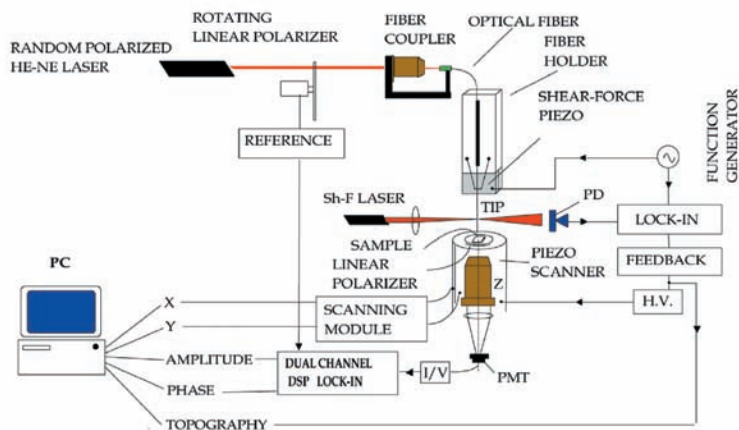 ROTATING
LINEAR POLARIZER
FIBER
COUPLER
OPTICAL FIBER
FIBER
HOLDER
RANDOM POLARIZED
HE-NE LASER
SHEAR-FORCE
PIEZO
FUNCTION
GENERATOR
REFERENCE
TIP
PD
Sh-F LASER
LOCK-IN
SAMPLE
LINEAR
POLARIZER
PIEZO
SCANNER
FEEDBACK
PC
Z
X
Y
SCANNING
MODULE
H.V.
AMPLITUDE
PHASE
DUAL CHANNEL
DSP LOCK-IN
I/V
PMT
TOPOGRAPHY